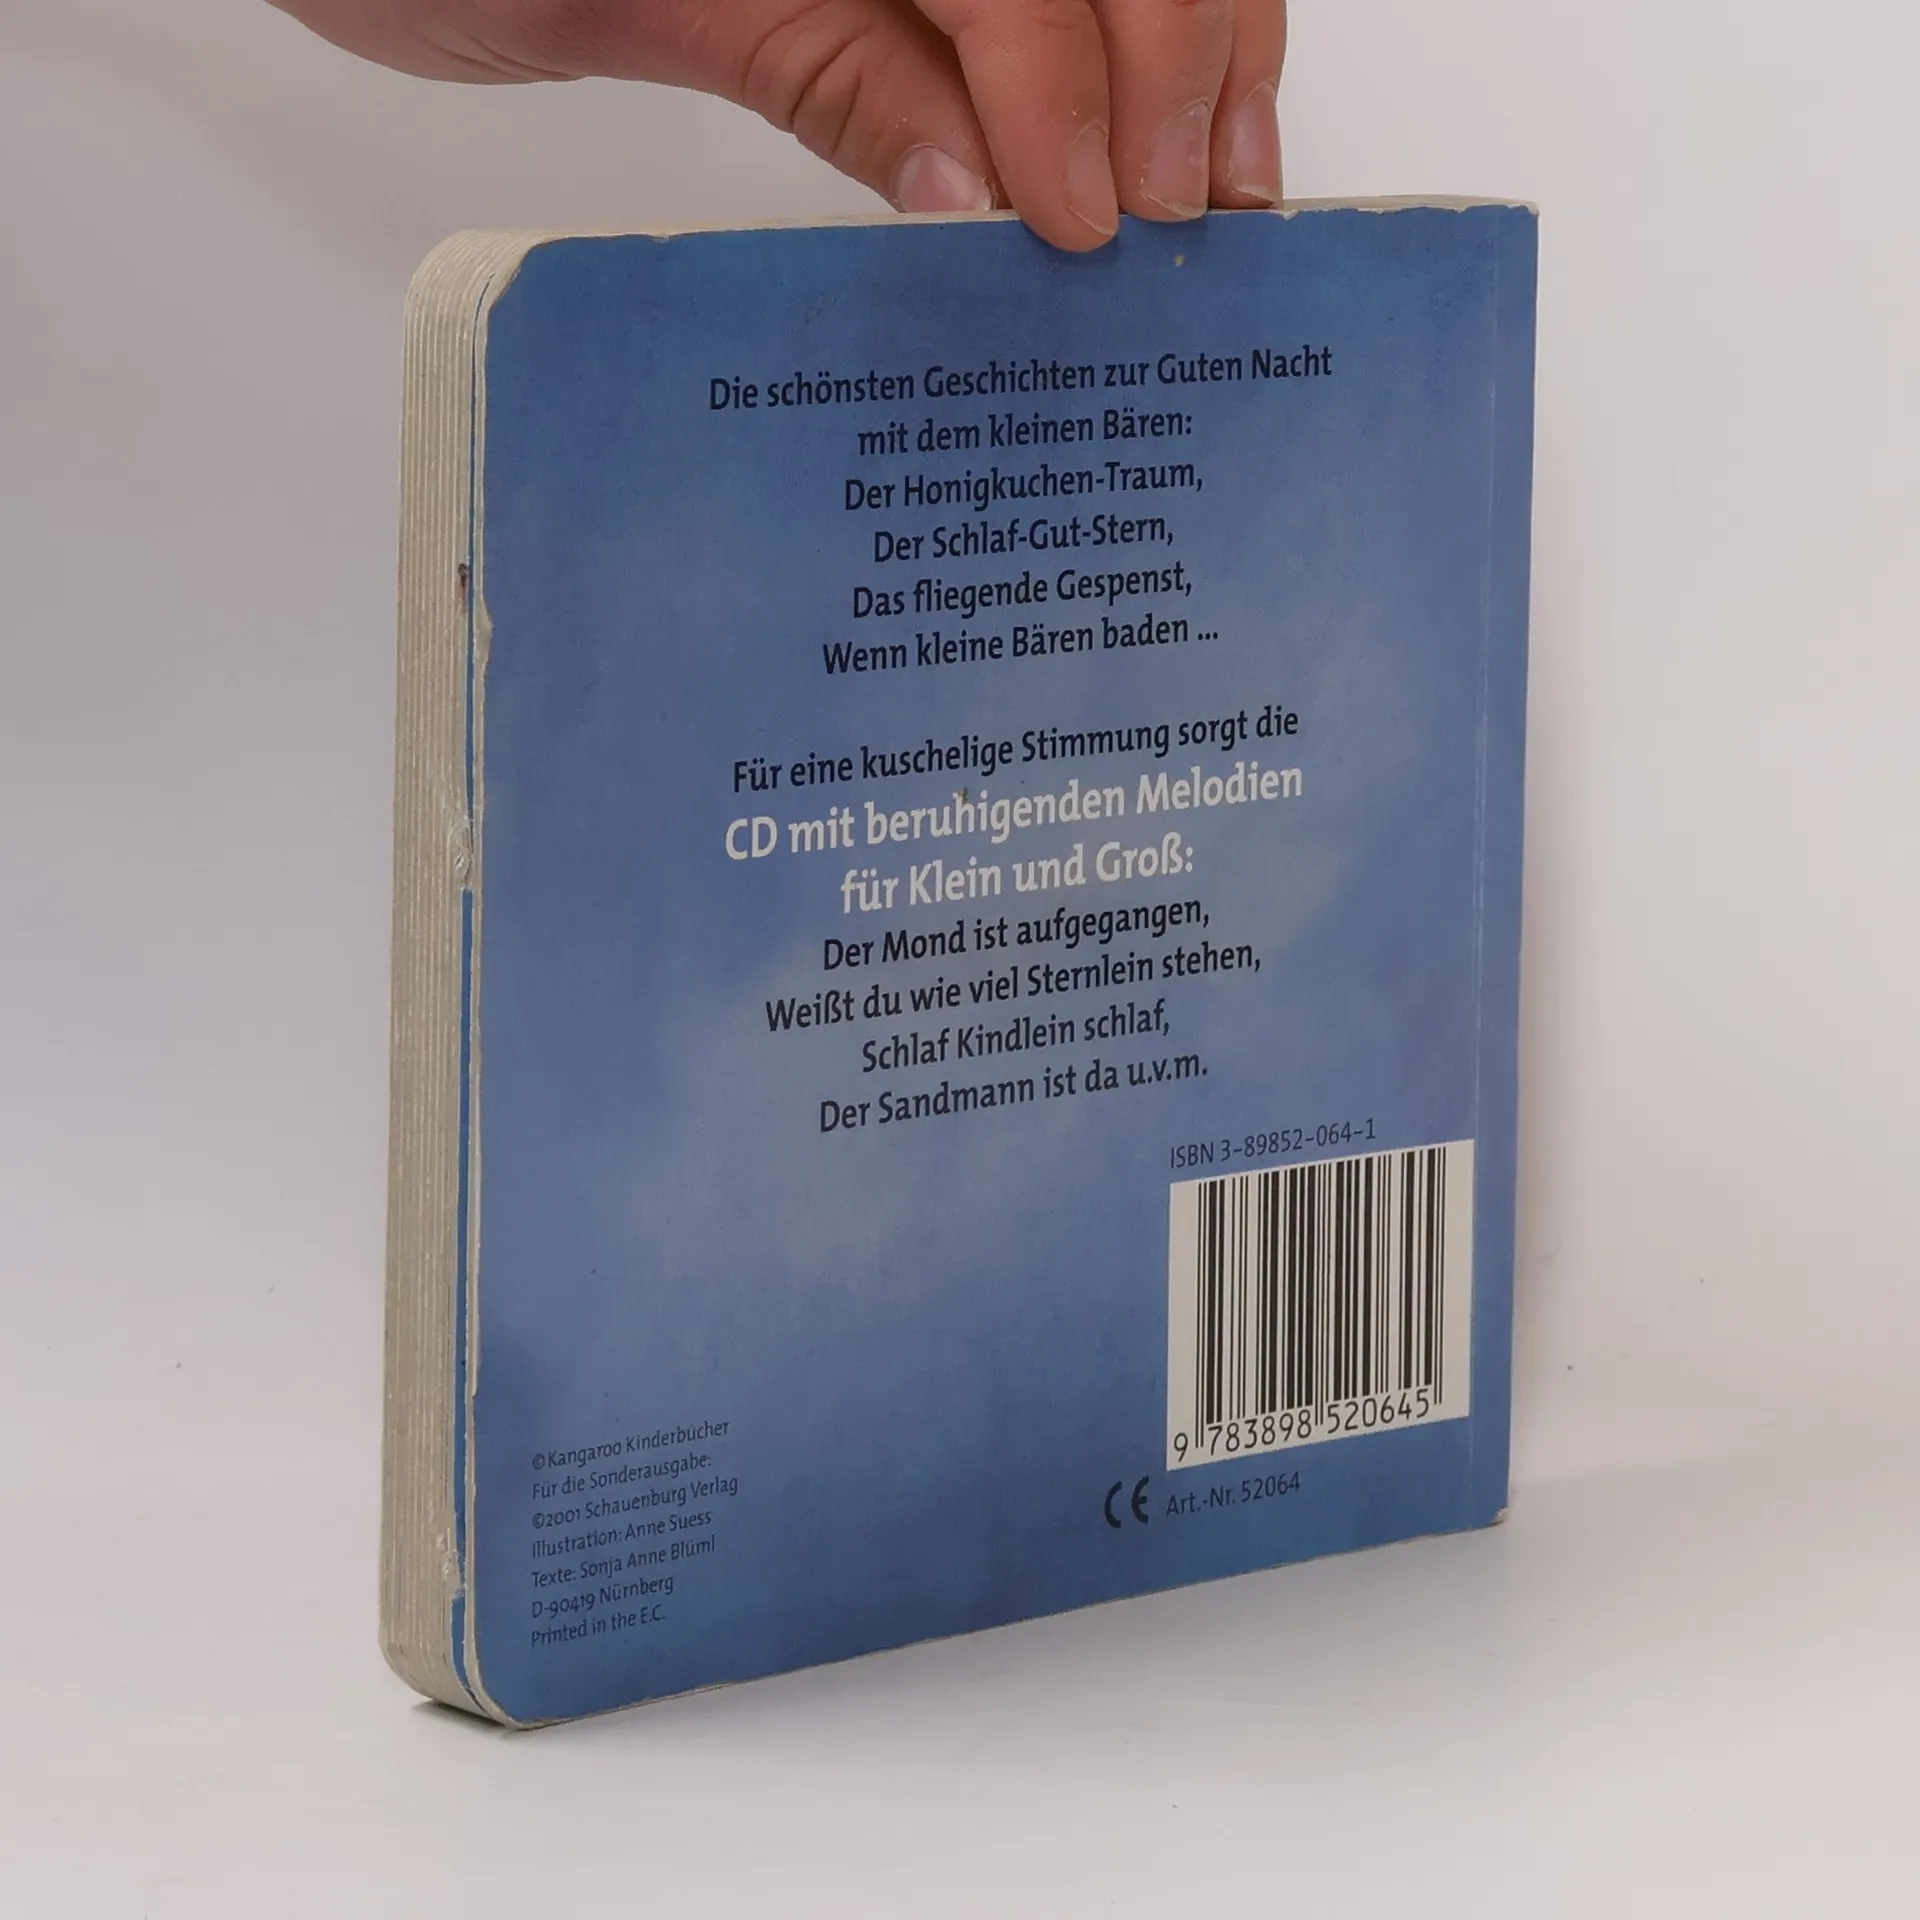 Die schönsten Geschichten zur Guten Nacht
mit dem kleinen Bären:
Der Honigkuchen-Traum,
Der Schlaf-Gut-Stern,
Das fliegende Gespenst,
Wenn kleine Bären baden ...
Für eine kuschelige Stimmung sorgt die
CD mit beruhigenden Melodien
für Klein und Groß:
Der Mond ist aufgegangen,
Weißt du wie viel Sternlein stehen,
Schlaf Kindlein schlaf,
Der Sandmann ist da u.v.m.
ISBN 3-89852-064-1
9 783898 520645
CE Art.-Nr. 52064
© Kangaroo Kinderbücher
Für die Sonderausgabe:
©2001 Schauenburg Verlag
Illustration: Anne Suess
Texte: Sonja Anne Blüml
D-90419 Nürnberg
Printed in the E.C.